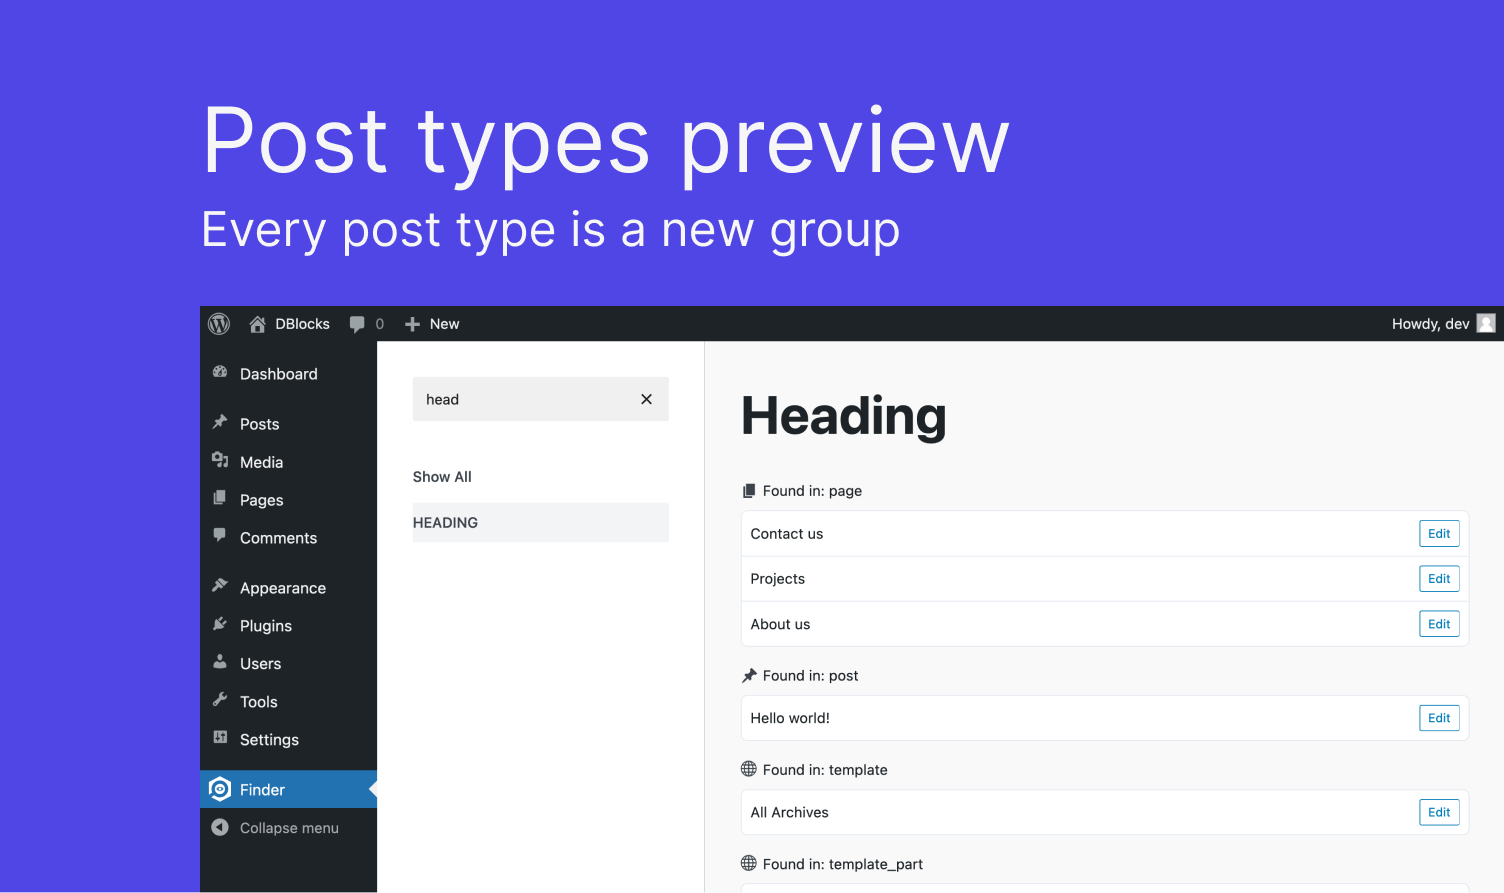 Post types preview
Every post type is a new group
DBlocks 0 New Howdy, dev
Dashboard
Posts
Media
Pages
Comments
Appearance
Plugins
Users
Tools
Settings
Finder
Collapse menu
head
Show All
HEADING
Heading
Found in: page
Contact us Edit
Projects Edit
About us Edit
Found in: post
Hello world! Edit
Found in: template
All Archives Edit
Found in: template_part